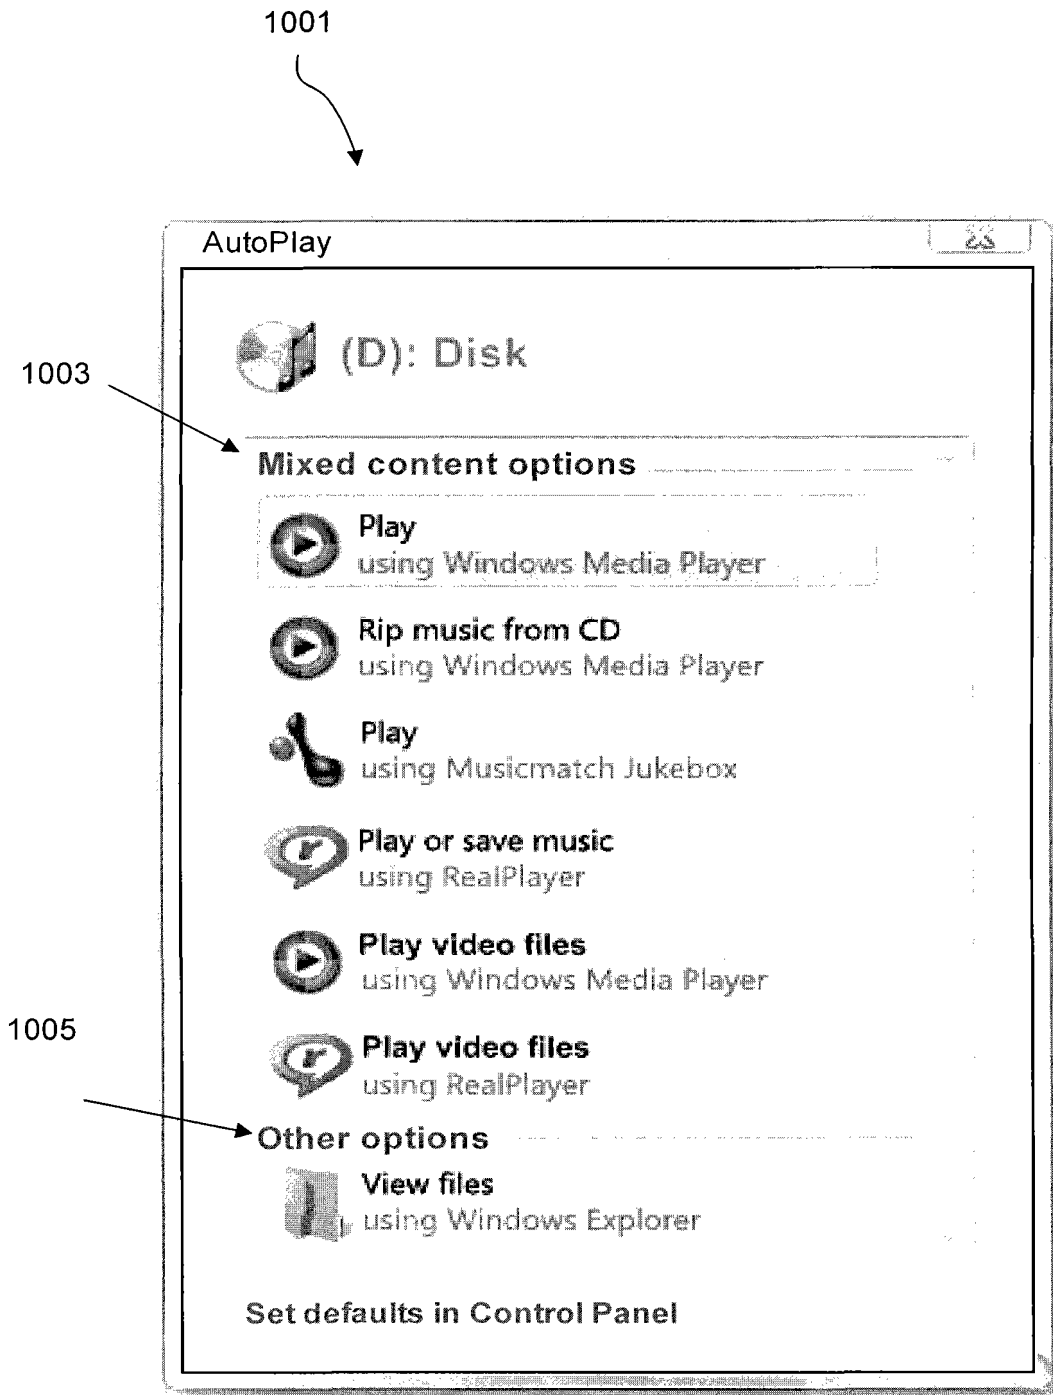 1001
AutoPlay
(D): Disk
1003
Mixed content options
Play
using Windows Media Player
Rip music from CD
using Windows Media Player
Play
using Musicmatch Jukebox
Play or save music
using RealPlayer
Play video files
using Windows Media Player
1005
Play video files
using RealPlayer
Other options
View files
using Windows Explorer
Set defaults in Control Panel